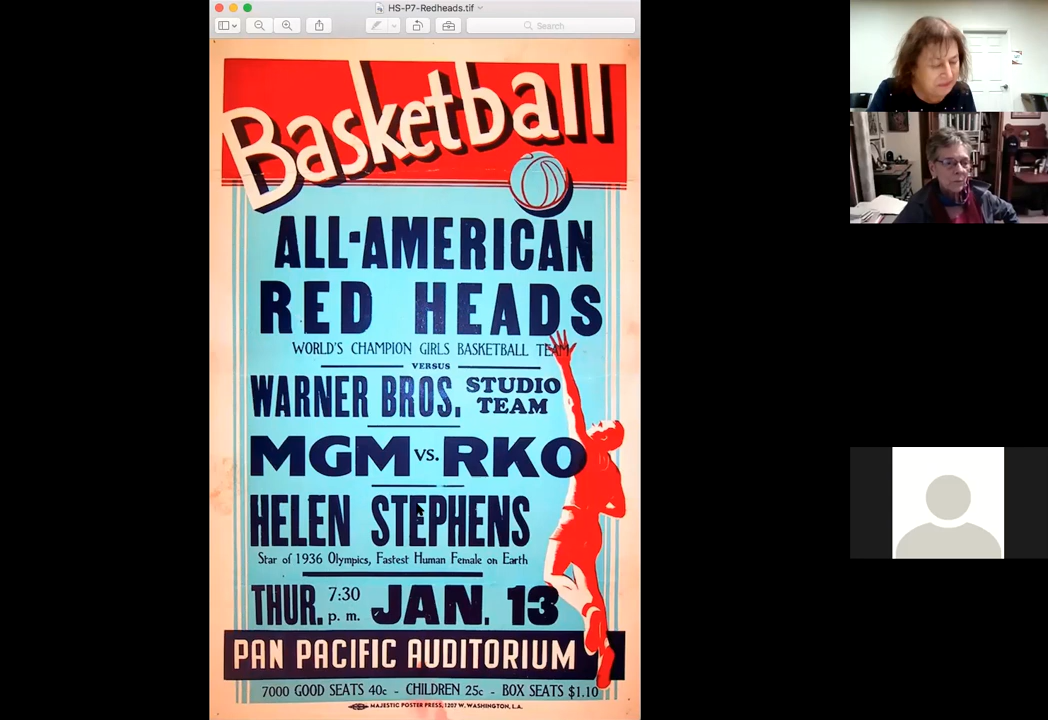 HS-P7-Redheads.tif
Search
Basketball
ALL-AMERICAN
RED HEADS
WORLD'S CHAMPION GIRLS BASKETBALL TEAM
VERSUS
WARNER BROS. STUDIO TEAM
MGM vs. RKO
HELEN STEPHENS
Star of 1936 Olympics, Fastest Human Female on Earth
THUR. 7:30 p. m. JAN. 13
PAN PACIFIC AUDITORIUM
7000 GOOD SEATS 40c - CHILDREN 25c - BOX SEATS $1.10
MAJESTIC POSTER PRESS, 1207 W. WASHINGTON, L.A.